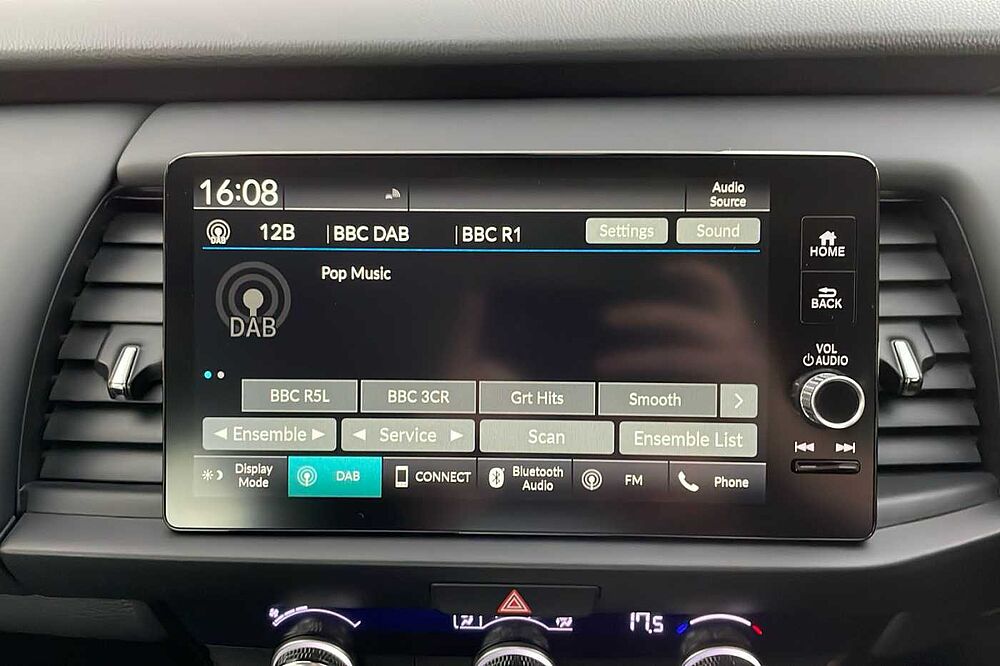 16:08
Audio
Source
DAB 12B BBC DAB BBC R1 Settings Sound
Pop Music
DAB
HOME
BACK
VOL
AUDIO
BBC R5L BBC 3CR Grt Hits Smooth
Ensemble Service Scan Ensemble List
Display
Mode
DAB CONNECT
Bluetooth
Audio
FM Phone
17.5